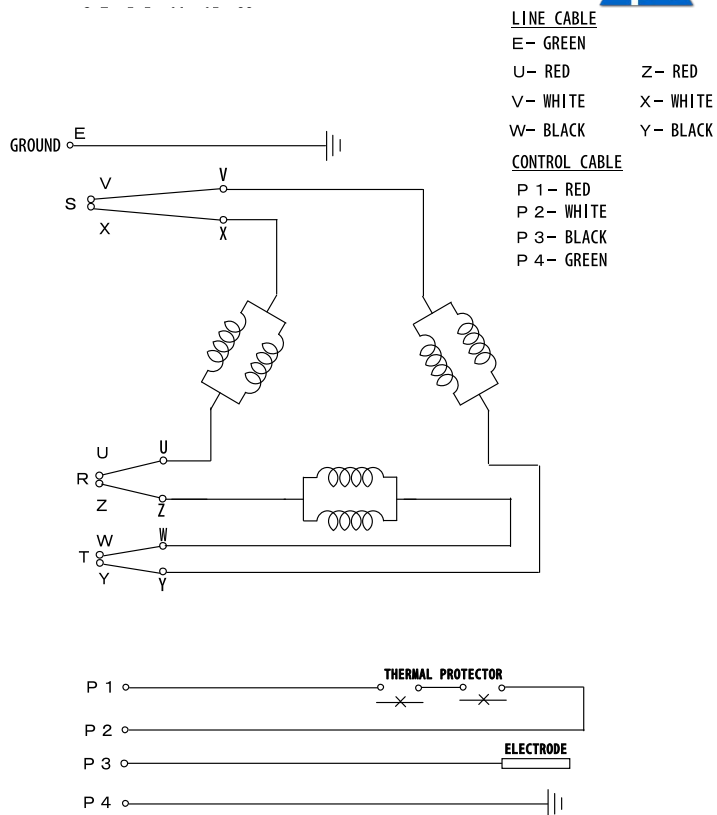 LINE CABLE
E- GREEN
U- RED Z- RED
V- WHITE X- WHITE
W- BLACK Y- BLACK
CONTROL CABLE
P 1- RED
P 2- WHITE
P 3- BLACK
P 4- GREEN
GROUND E
V V
S
X X
U U
R
Z Z
W W
T
Y Y
THERMAL PROTECTOR
P 1
P 2
ELECTRODE
P 3
P 4